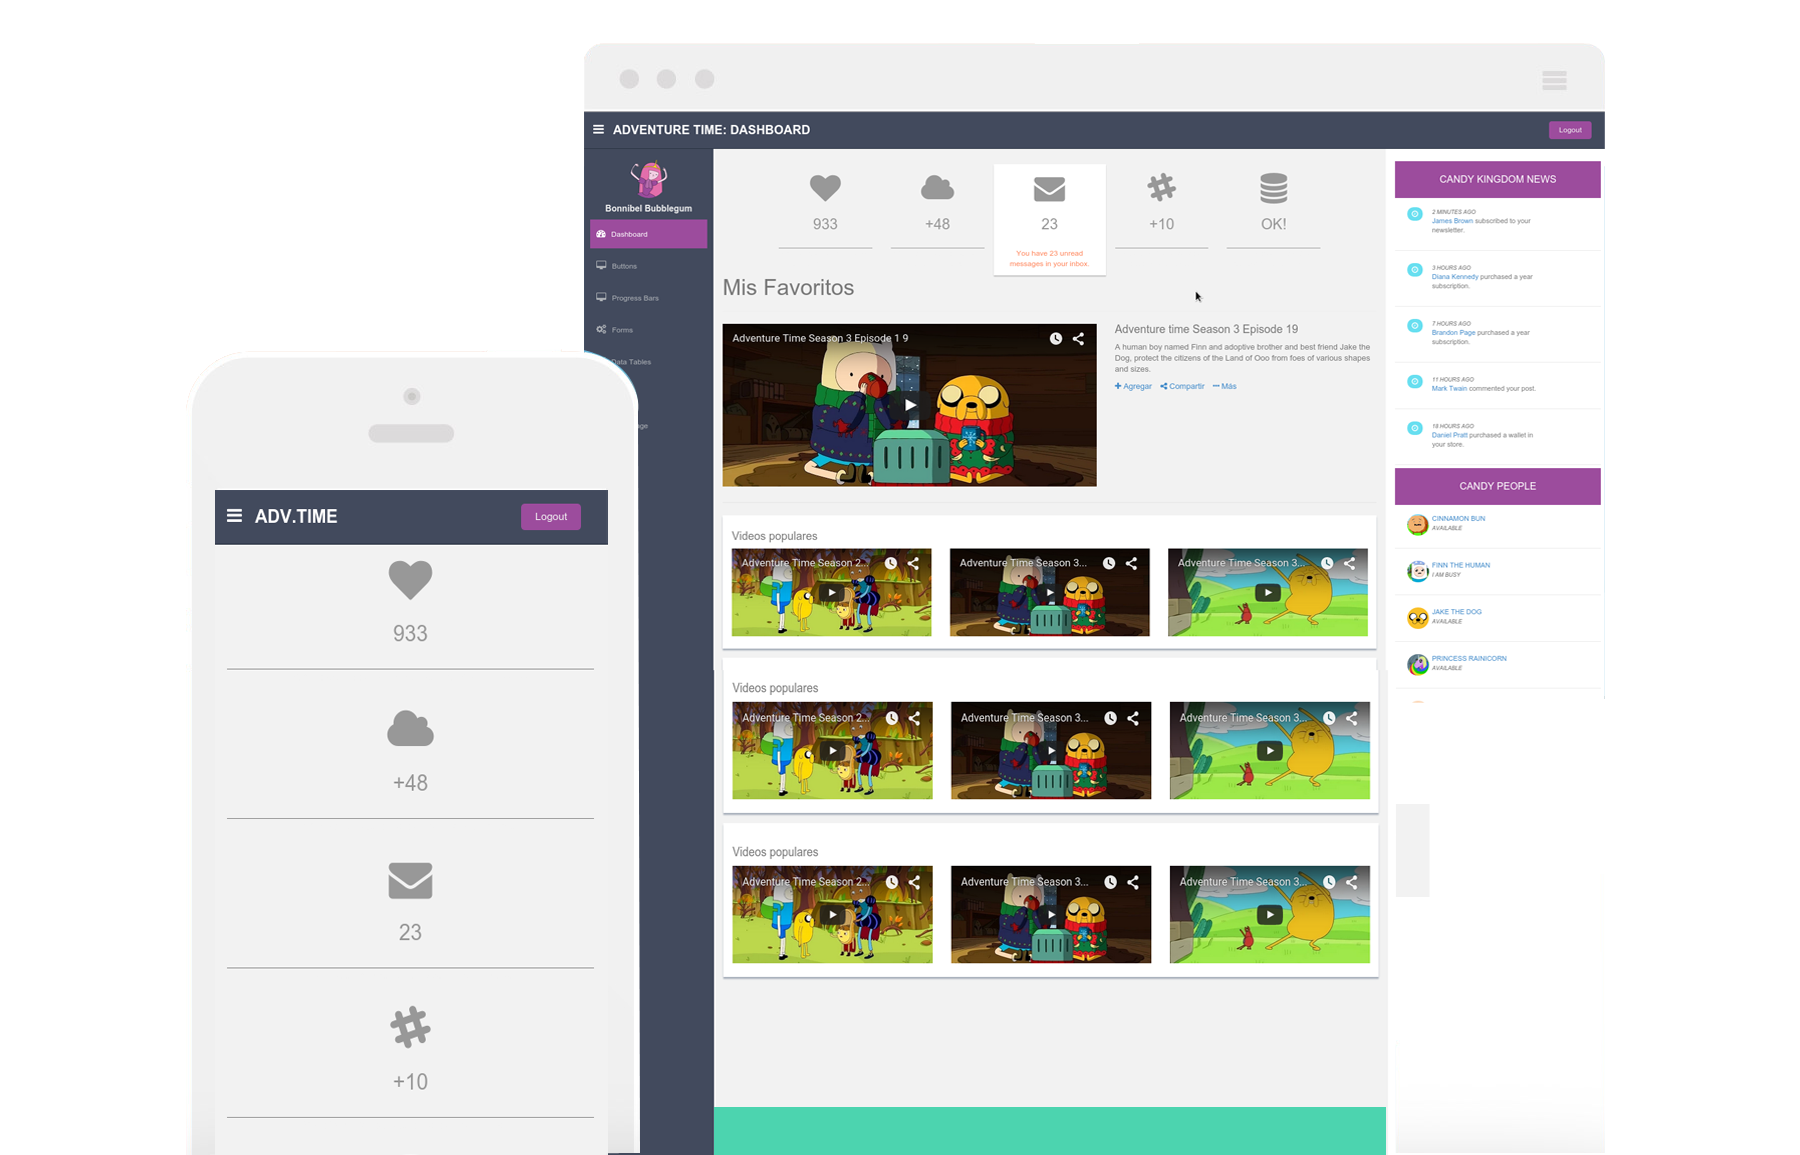 ADVENTURE TIME: DASHBOARD
Logout
Bonnibel Bubblegum
Dashboard
Buttons
Progress Bars
Forms
Data Tables
933
+48
23
+10
OK!
You have 23 unread
messages in your inbox.
Mis Favoritos
Adventure Time Season 3 Episode 1 9
Adventure time Season 3 Episode 19
A human boy named Finn and adoptive brother and best friend Jake the
Dog, protect the citizens of the Land of Ooo from foes of various shapes
and sizes.
Agregar Compartir Más
Videos populares
Adventure Time Season 2...
Adventure Time Season 3...
Adventure Time Season 3...
Videos populares
Adventure Time Season 2...
Adventure Time Season 3...
Adventure Time Season 3...
Videos populares
Adventure Time Season 2...
Adventure Time Season 3...
Adventure Time Season 3...
CANDY KINGDOM NEWS
2 MINUTES AGO
James Brown subscribed to your
newsletter.
3 HOURS AGO
Diana Kennedy purchased a year
subscription.
7 HOURS AGO
Brandon Page purchased a year
subscription.
11 HOURS AGO
Mark Twain commented your post.
18 HOURS AGO
Daniel Pratt purchased a wallet in
your store.
CANDY PEOPLE
CINNAMON BUN
AVAILABLE
FINN THE HUMAN
I AM BUSY
JAKE THE DOG
AVAILABLE
PRINCESS RAINICORN
AVAILABLE
ADV.TIME
Logout
933
+48
23
+10